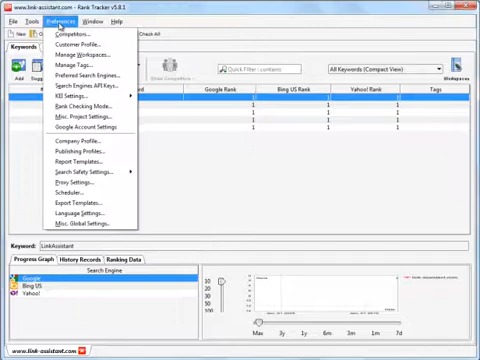 www.link-assistant.com - Rank Tracker v5.8.1
File Tools Preferences Window Help
New
Check All
Competitors...
Customer Profile...
Manage Workspaces...
Manage Tags...
Preferred Search Engines...
Search Engines API Keys...
KEI Settings...
Rank Checking Mode...
Misc. Project Settings...
Google Account Settings
Company Profile...
Publishing Profiles...
Report Templates...
Search Safety Settings...
Proxy Settings...
Scheduler...
Export Templates...
Language Settings...
Misc. Global Settings...
Keywords
Add
Quick Filter: contains
All Keywords (Compact View)
Workspace
# Google Rank Bing US Rank Yahoo! Rank Tags
1 1 1
1 1 1
1 1 1
1 1 1
Keyword: LinkAssistant
Progress Graph History Records Ranking Data
Search Engine
Google
Bing US
Yahoo!
10
20
30
50
100
link-assistant.com
Max 3y 1y 6m 3m 1m 7d
www.link-assistant.com